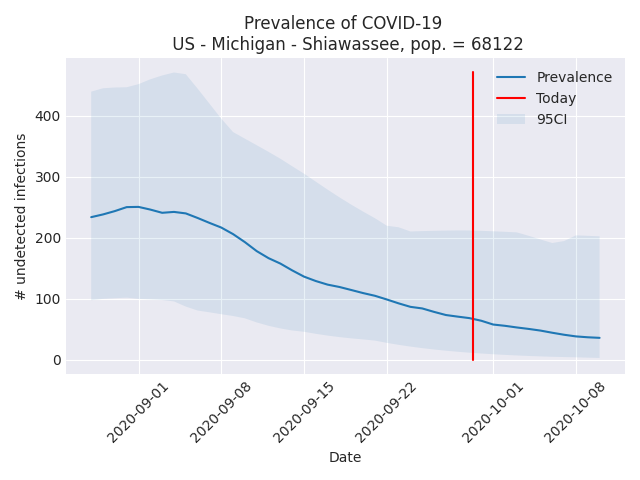 Prevalence of COVID-19
US - Michigan - Shiawassee, pop. = 68122
Prevalence
Today
95CI
# undetected infections
400
300
200
100
0
2020-09-01
2020-09-08
2020-09-15
2020-09-22
2020-10-01
2020-10-08
Date